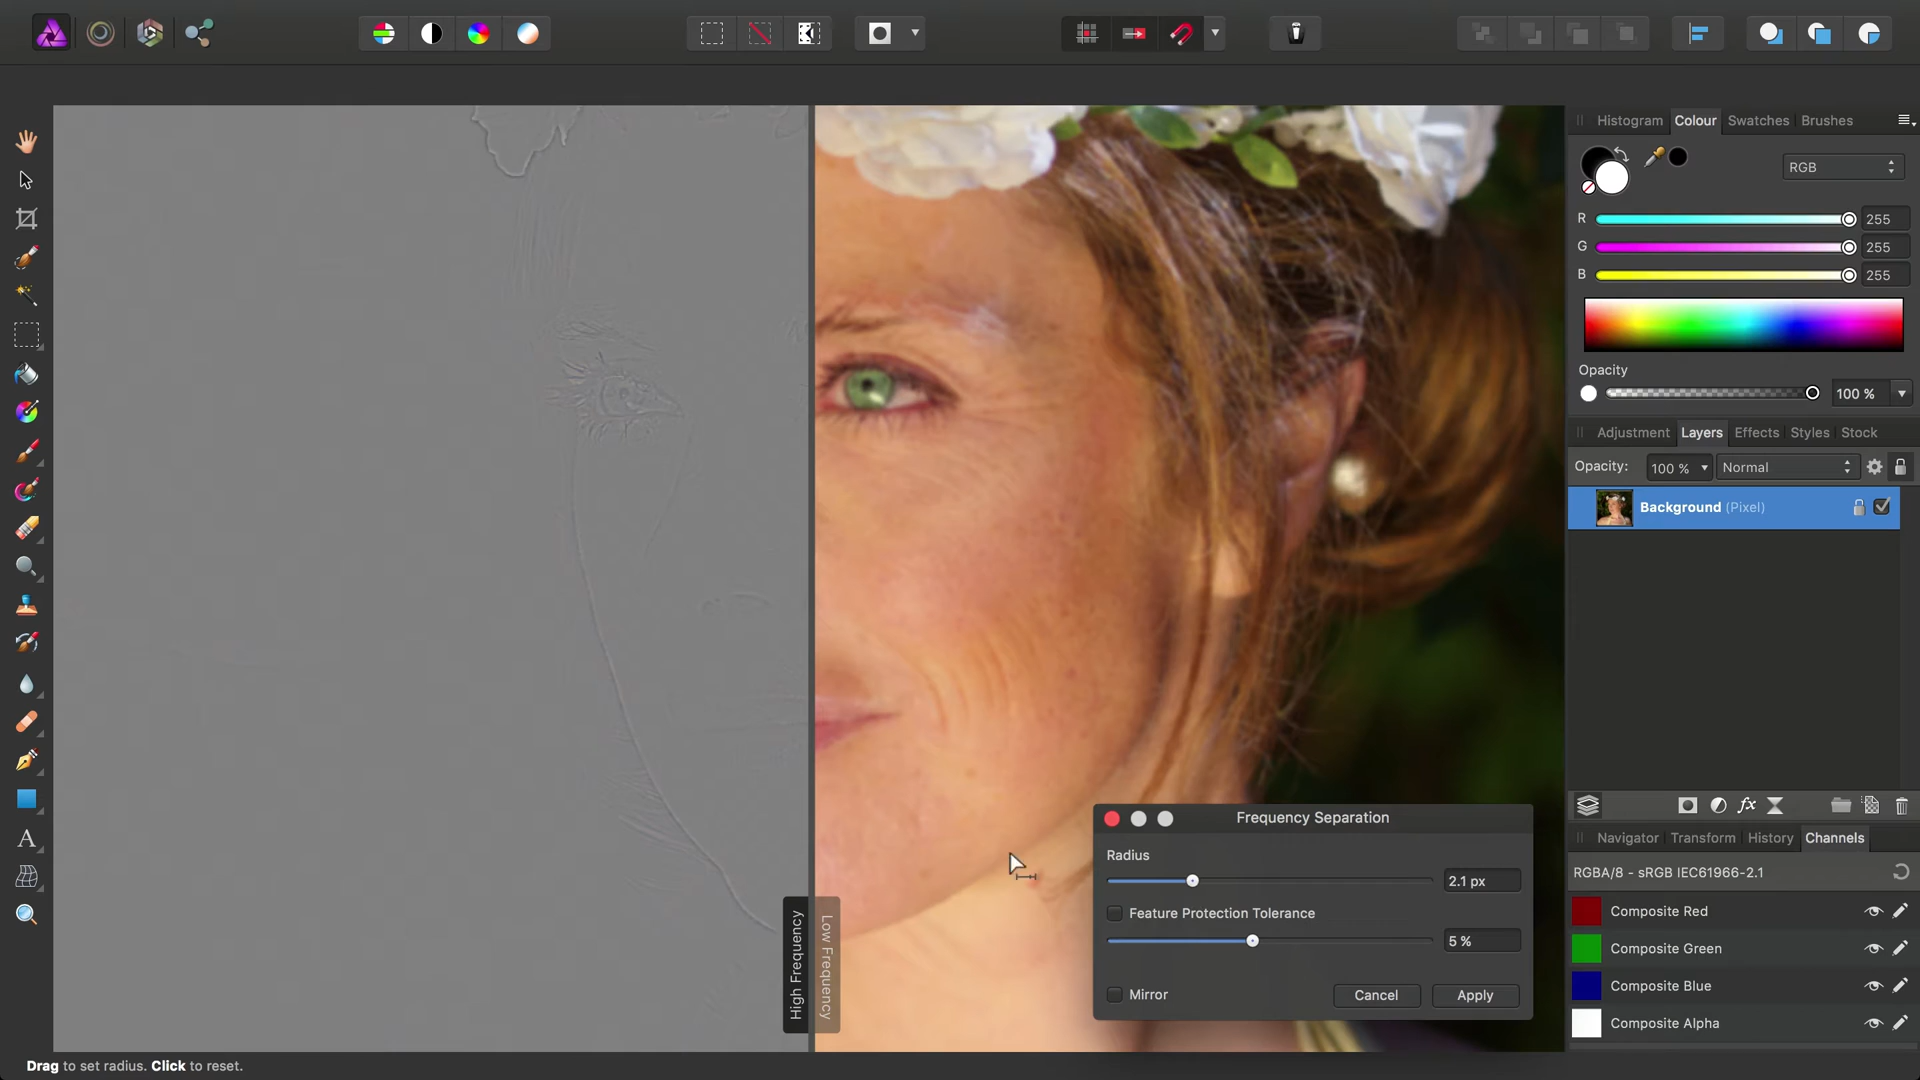 Histogram Colour Swatches Brushes
RGB
R 255
G 255
B 255
Opacity
100 %
Adjustment Layers Effects Styles Stock
Opacity: 100 % Normal
Background (Pixel)
fx
Navigator Transform History Channels
RGBA/8 - sRGB IEC61966-2.1
Composite Red
Composite Green
Composite Blue
Composite Alpha
High Frequency
Low Frequency
Frequency Separation
Radius
2.1 px
Feature Protection Tolerance
5 %
Mirror Cancel Apply
A
Drag to set radius. Click to reset.